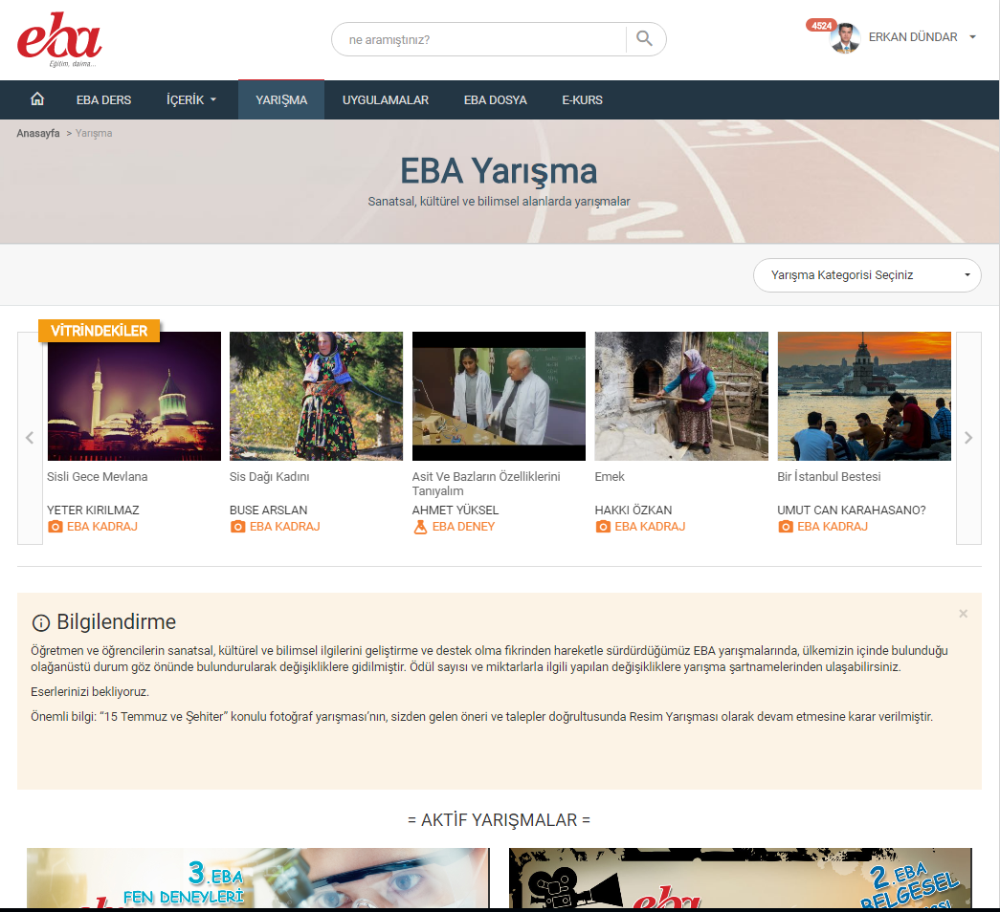 eba
Eğitim, daima...
ne aramıştınız?
4524
ERKAN DÜNDAR
EBA DERS
İÇERİK
YARIŞMA
UYGULAMALAR
EBA DOSYA
E-KURS
Anasayfa > Yarışma
EBA Yarışma
Sanatsal, kültürel ve bilimsel alanlarda yarışmalar
2
Yarışma Kategorisi Seçiniz
VİTRİNDEKİLER
Sisli Gece Mevlana
YETER KIRILMAZ
EBA KADRAJ
Sis Dağı Kadını
BUSE ARSLAN
EBA KADRAJ
Asit Ve Bazların Özelliklerini
Tanıyalım
AHMET YÜKSEL
EBA DENEY
Emek
HAKKI ÖZKAN
EBA KADRAJ
Bir İstanbul Bestesi
UMUT CAN KARAHASANO?
EBA KADRAJ
Bilgilendirme
Öğretmen ve öğrencilerin sanatsal, kültürel ve bilimsel ilgilerini geliştirme ve destek olma fikrinden hareketle sürdürdüğümüz EBA yarışmalarında, ülkemizin içinde bulunduğu
olağanüstü durum göz önünde bulundurularak değişikliklere gidilmiştir. Ödül sayısı ve miktarlarla ilgili yapılan değişikliklere yarışma şartnamelerinden ulaşabilirsiniz.
Eserlerinizi bekliyoruz.
Önemli bilgi: “15 Temmuz ve Şehiter” konulu fotoğraf yarışması’nın, sizden gelen öneri ve talepler doğrultusunda Resim Yarışması olarak devam etmesine karar verilmiştir.
= AKTİF YARIŞMALAR =
3.EBA
FEN DENEYLERİ
eba
2.EBA
BELGESEL